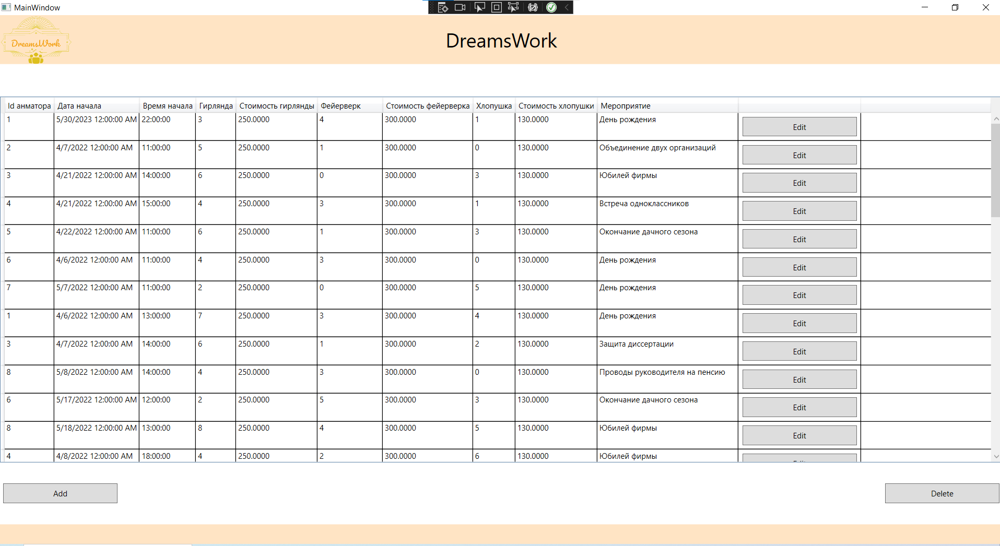 MainWindow
DreamsWork
DreamsWork
Id анматора Дата начала Время начала Гирлянда Стоимость гирлянды Фейерверк Стоимость фейерверка Хлопушка Стоимость хлопушки Мероприятие
1 5/30/2023 12:00:00 AM 22:00:00 3 250.0000 4 300.0000 1 130.0000 День рождения Edit
2 4/7/2022 12:00:00 AM 11:00:00 5 250.0000 1 300.0000 0 130.0000 Объединение двух организаций Edit
3 4/21/2022 12:00:00 AM 14:00:00 6 250.0000 0 300.0000 3 130.0000 Юбилей фирмы Edit
4 4/21/2022 12:00:00 AM 15:00:00 4 250.0000 3 300.0000 1 130.0000 Встреча одноклассников Edit
5 4/22/2022 12:00:00 AM 11:00:00 6 250.0000 1 300.0000 3 130.0000 Окончание дачного сезона Edit
6 4/6/2022 12:00:00 AM 11:00:00 4 250.0000 3 300.0000 0 130.0000 День рождения Edit
7 5/7/2022 12:00:00 AM 11:00:00 2 250.0000 0 300.0000 5 130.0000 День рождения Edit
1 4/6/2022 12:00:00 AM 13:00:00 7 250.0000 3 300.0000 4 130.0000 День рождения Edit
3 4/7/2022 12:00:00 AM 14:00:00 6 250.0000 1 300.0000 2 130.0000 Защита диссертации Edit
8 5/8/2022 12:00:00 AM 14:00:00 4 250.0000 3 300.0000 0 130.0000 Проводы руководителя на пенсию Edit
6 5/17/2022 12:00:00 AM 12:00:00 2 250.0000 5 300.0000 3 130.0000 Окончание дачного сезона Edit
8 5/18/2022 12:00:00 AM 13:00:00 8 250.0000 4 300.0000 5 130.0000 Юбилей фирмы Edit
4 4/8/2022 12:00:00 AM 18:00:00 4 250.0000 2 300.0000 6 130.0000 Юбилей фирмы
Add Delete